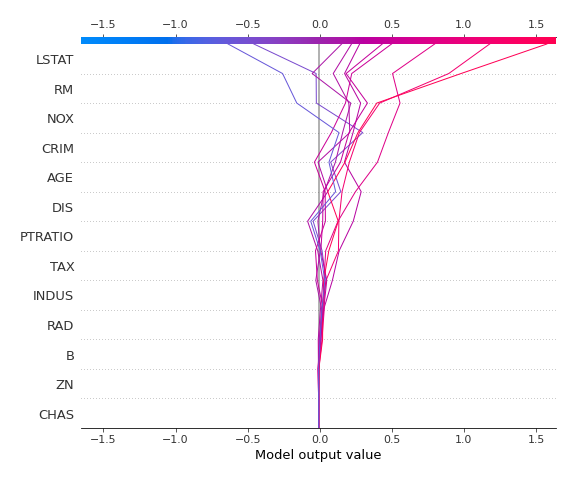 −1.5 −1.0 −0.5 0.0 0.5 1.0 1.5
LSTAT
RM
NOX
CRIM
AGE
DIS
PTRATIO
TAX
INDUS
RAD
B
ZN
CHAS
−1.5 −1.0 −0.5 0.0 0.5 1.0 1.5
Model output value